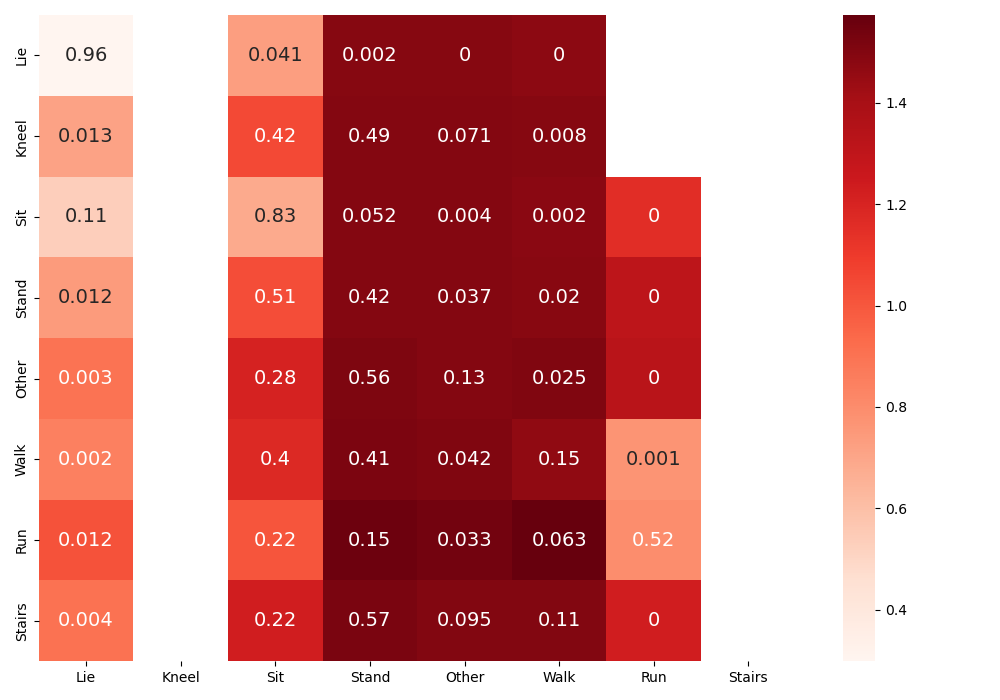 Lie 0.96 0.041 0.002 0 0
Kneel 0.013 0.42 0.49 0.071 0.008
Sit 0.11 0.83 0.052 0.004 0.002 0
Stand 0.012 0.51 0.42 0.037 0.02 0
Other 0.003 0.28 0.56 0.13 0.025 0
Walk 0.002 0.4 0.41 0.042 0.15 0.001
Run 0.012 0.22 0.15 0.033 0.063 0.52
Stairs 0.004 0.22 0.57 0.095 0.11 0
Lie Kneel Sit Stand Other Walk Run Stairs
1.4
1.2
1.0
0.8
0.6
0.4